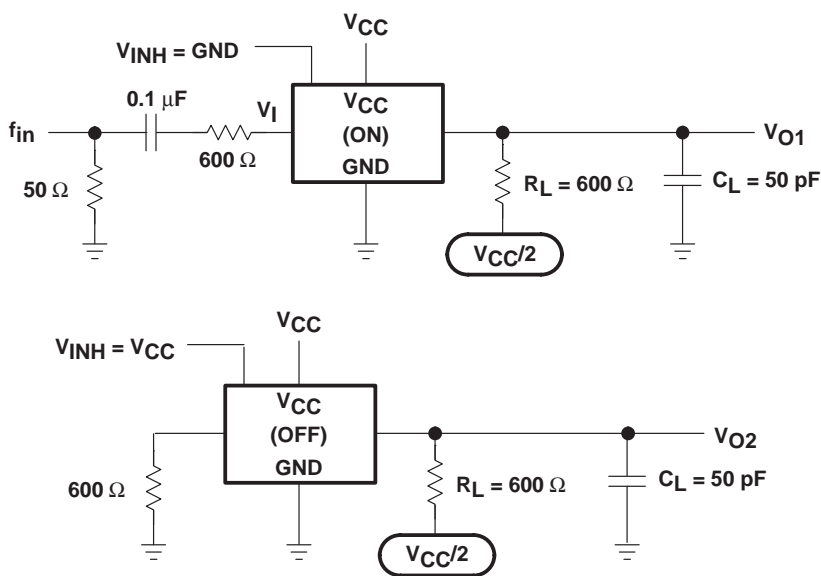 VCC
VINH = GND
0.1 μF
VI
VCC
(ON)
GND
fin
600 Ω
50 Ω
VO1
RL = 600 Ω
CL = 50 pF
VCC/2
VCC
VINH = VCC
VCC
(OFF)
GND
VO2
600 Ω
RL = 600 Ω
CL = 50 pF
VCC/2